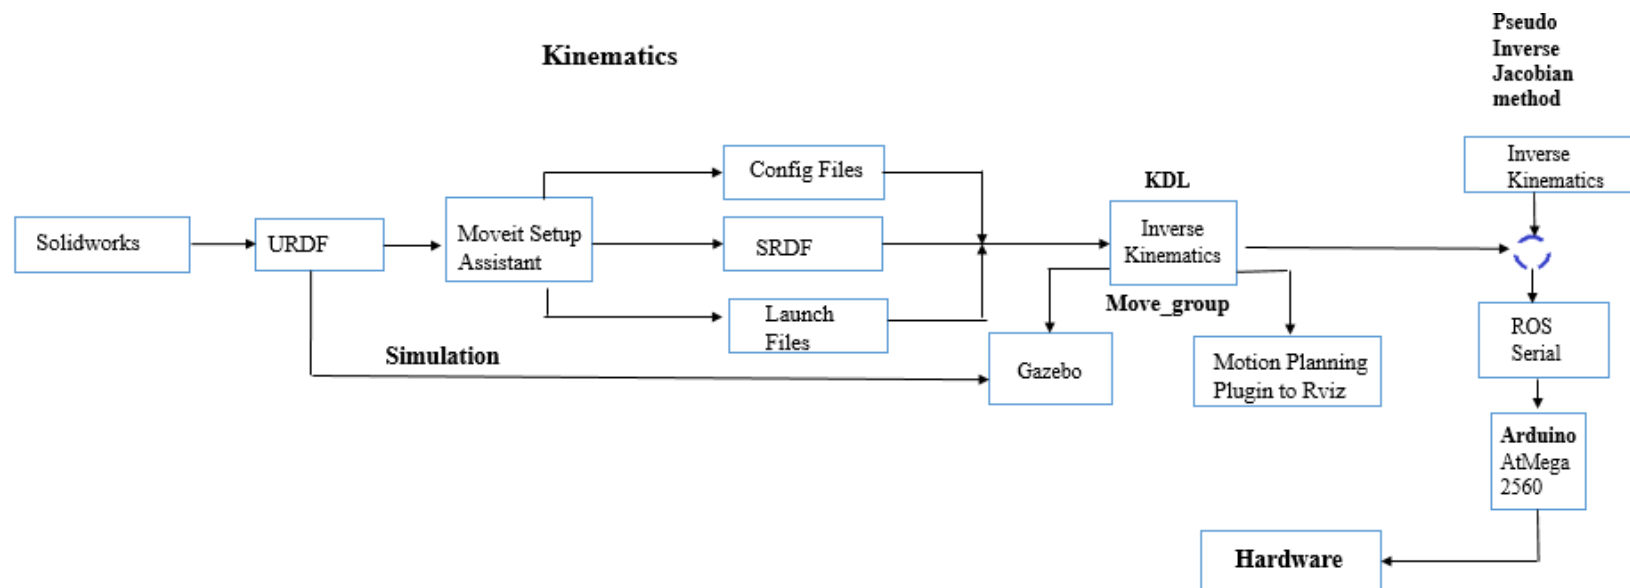 Kinematics
Pseudo
Inverse
Jacobian
method
Solidworks
URDF
Moveit Setup
Assistant
Config Files
SRDF
Launch
Files
KDL
Inverse
Kinematics
Move_group
Inverse
Kinematics
Simulation
Gazebo
Motion Planning
Plugin to Rviz
ROS
Serial
Arduino
AtMega
2560
Hardware